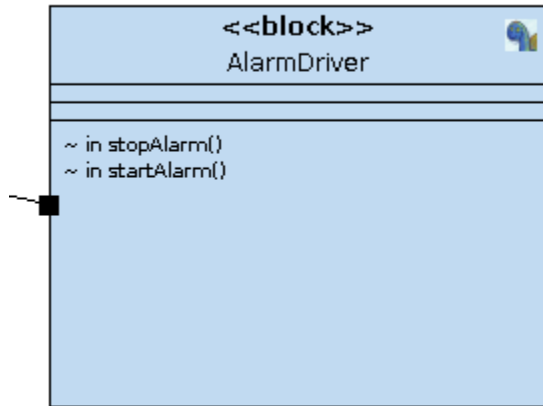 <<block>>
AlarmDriver
~ in stopAlarm()
~ in startAlarm()